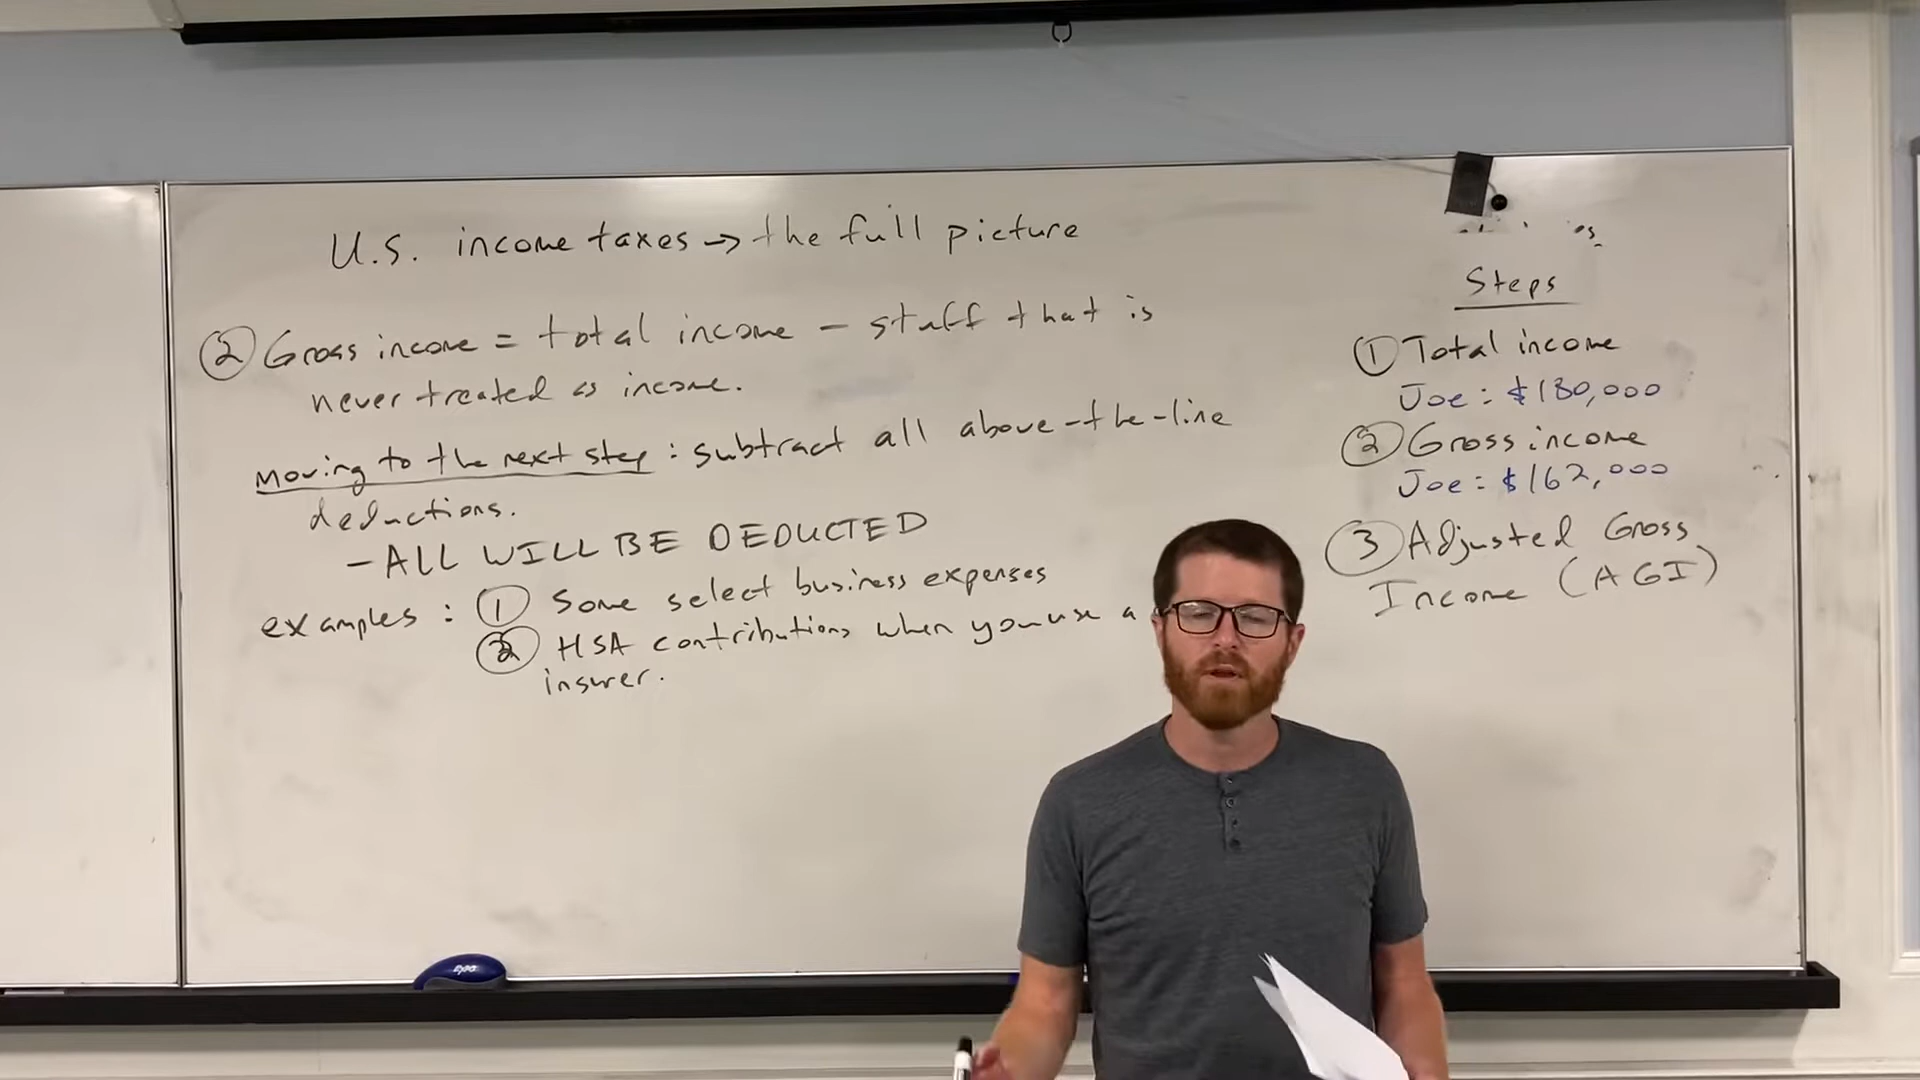 U.S. income taxes → the full picture
② Gross income = total income – stuff that is
never treated as income.
Moving to the next step : subtract all above-the-line
deductions.
- ALL WILL BE DEDUCTED
examples : ① Some select business expenses
② HSA contributions when you use a
insurer.
Steps
① Total income
Joe : $180,000
② Gross income
Joe : $162,000
③ Adjusted Gross
Income (AGI)
EXPO